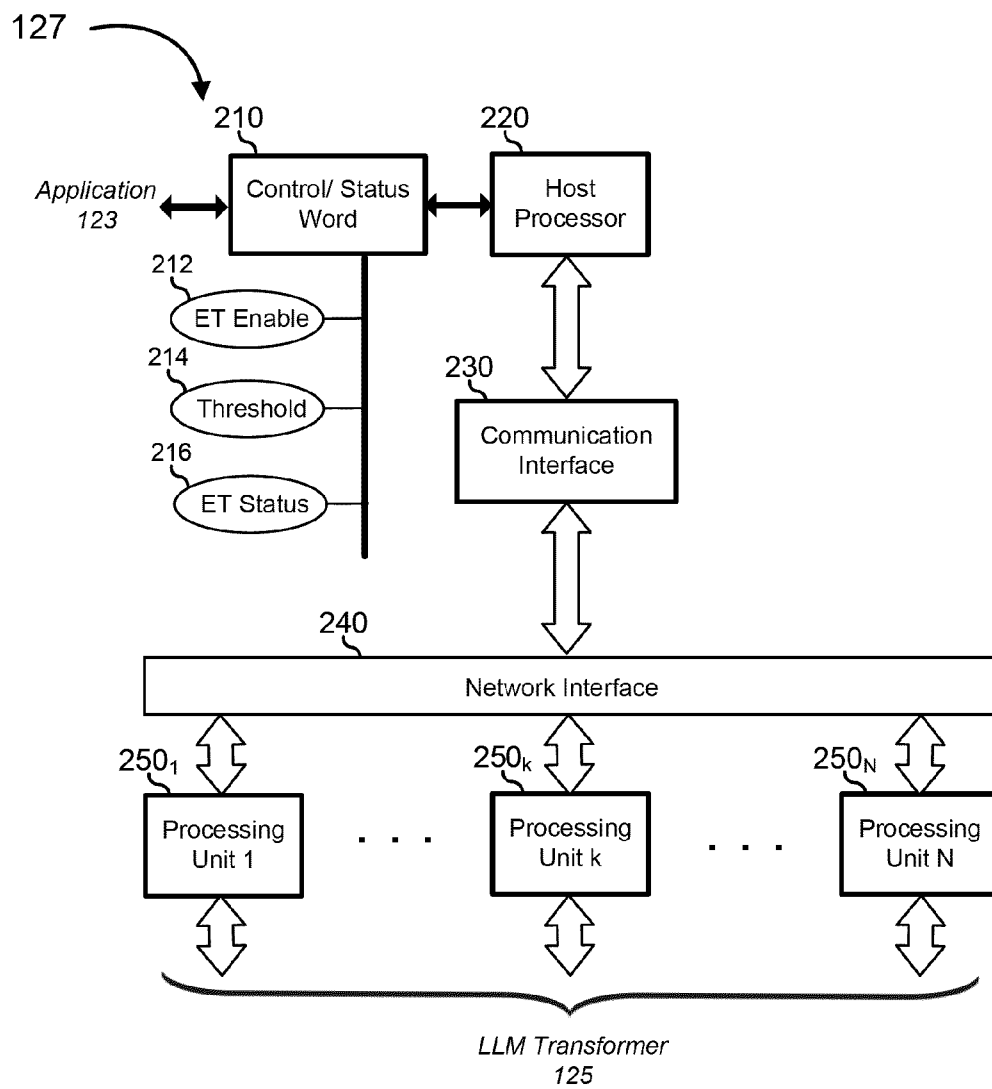 127
210
220
Application
123
Control/ Status
Word
Host
Processor
212
ET Enable
214
Threshold
216
ET Status
230
Communication
Interface
240
Network Interface
250₁
250ₖ
250_N
Processing
Unit 1
. . .
Processing
Unit k
. . .
Processing
Unit N
LLM Transformer
125